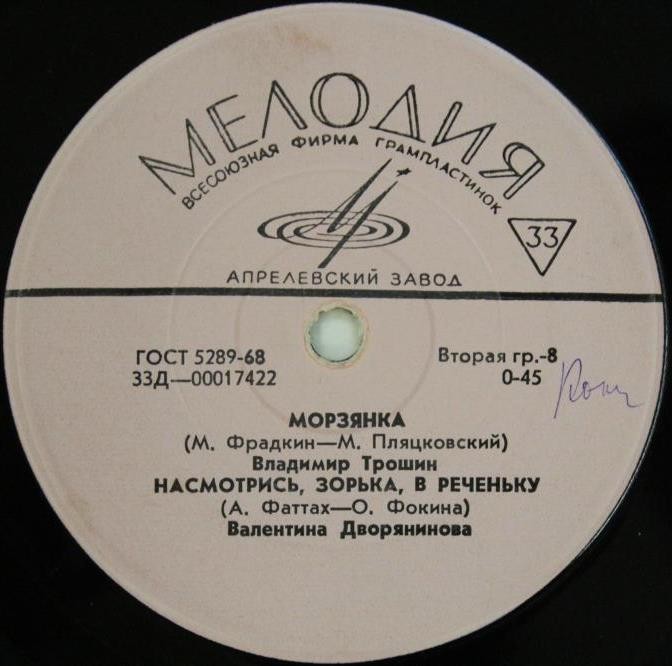 МЕЛОДИЯ
ВСЕСОЮЗНАЯ ФИРМА ГРАМПЛАСТИНОК
33
АПРЕЛЕВСКИЙ ЗАВОД
ГОСТ 5289-68
33Д—00017422
Вторая гр.-8
0-45
МОРЗЯНКА
(М. Фрадкин—М. Пляцковский)
Владимир Трошин
НАСМОТРИСЬ, ЗОРЬКА, В РЕЧЕНЬКУ
(А. Фаттах—О. Фокина)
Валентина Дворянинова